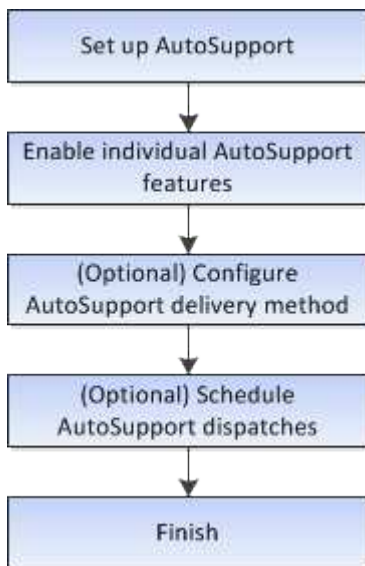 Set up AutoSupport
Enable individual AutoSupport
features
(Optional) Configure
AutoSupport delivery method
(Optional) Schedule
AutoSupport dispatches
Finish